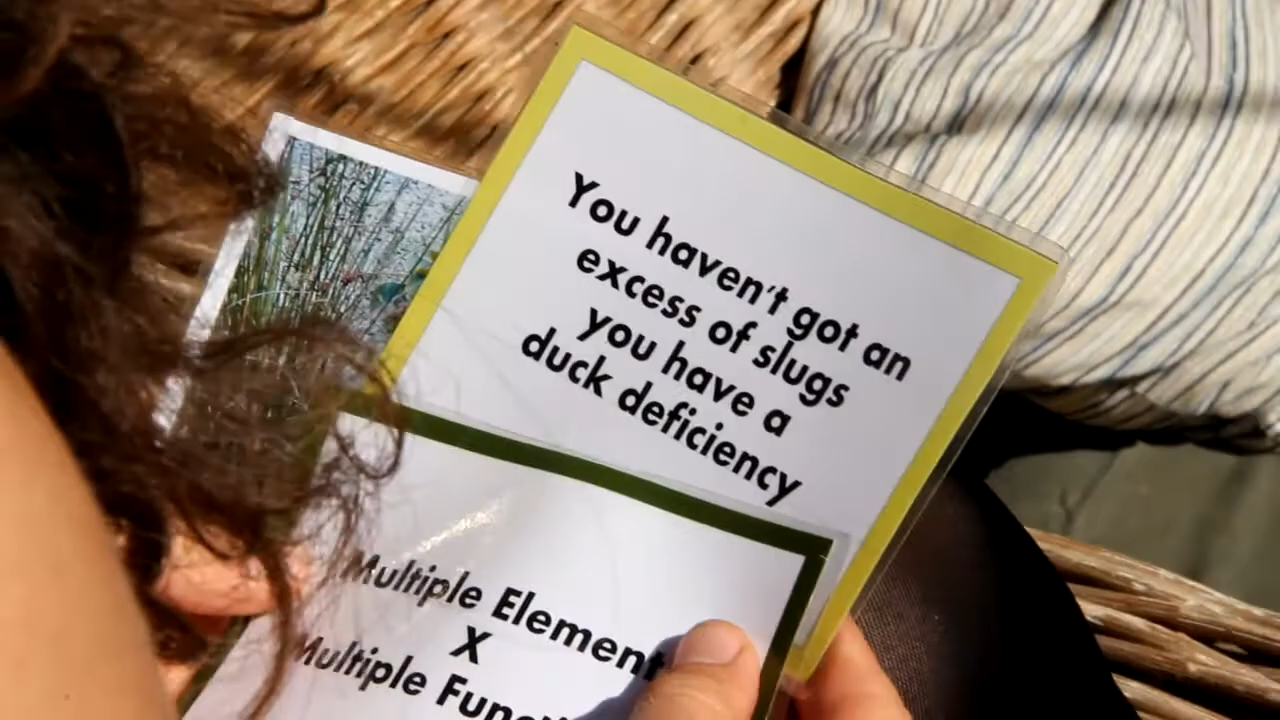 You haven't got an
excess of slugs
you have a
duck deficiency
Multiple Element
X
Multiple